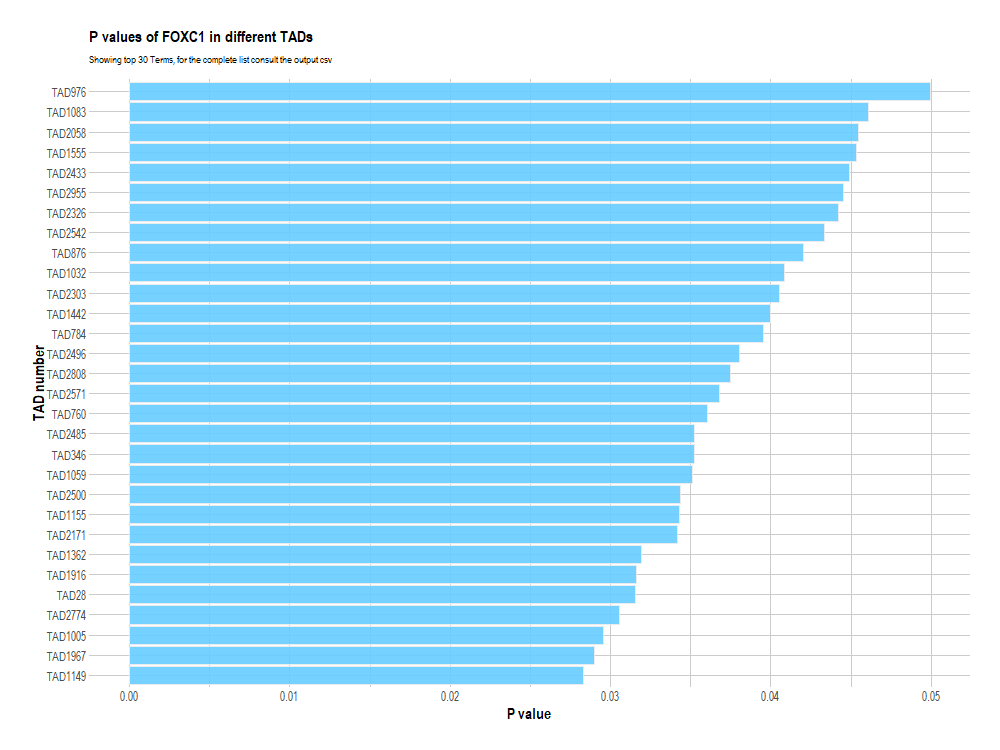 P values of FOXC1 in different TADs
Showing top 30 Terms, for the complete list consult the output csv
TAD976
TAD1083
TAD2058
TAD1555
TAD2433
TAD2955
TAD2326
TAD2542
TAD876
TAD1032
TAD2303
TAD1442
TAD784
TAD2496
TAD2808
TAD2571
TAD760
TAD2485
TAD346
TAD1059
TAD2500
TAD1155
TAD2171
TAD1362
TAD1916
TAD28
TAD2774
TAD1005
TAD1967
TAD1149
TAD number
0.00 0.01 0.02 0.03 0.04 0.05
P value